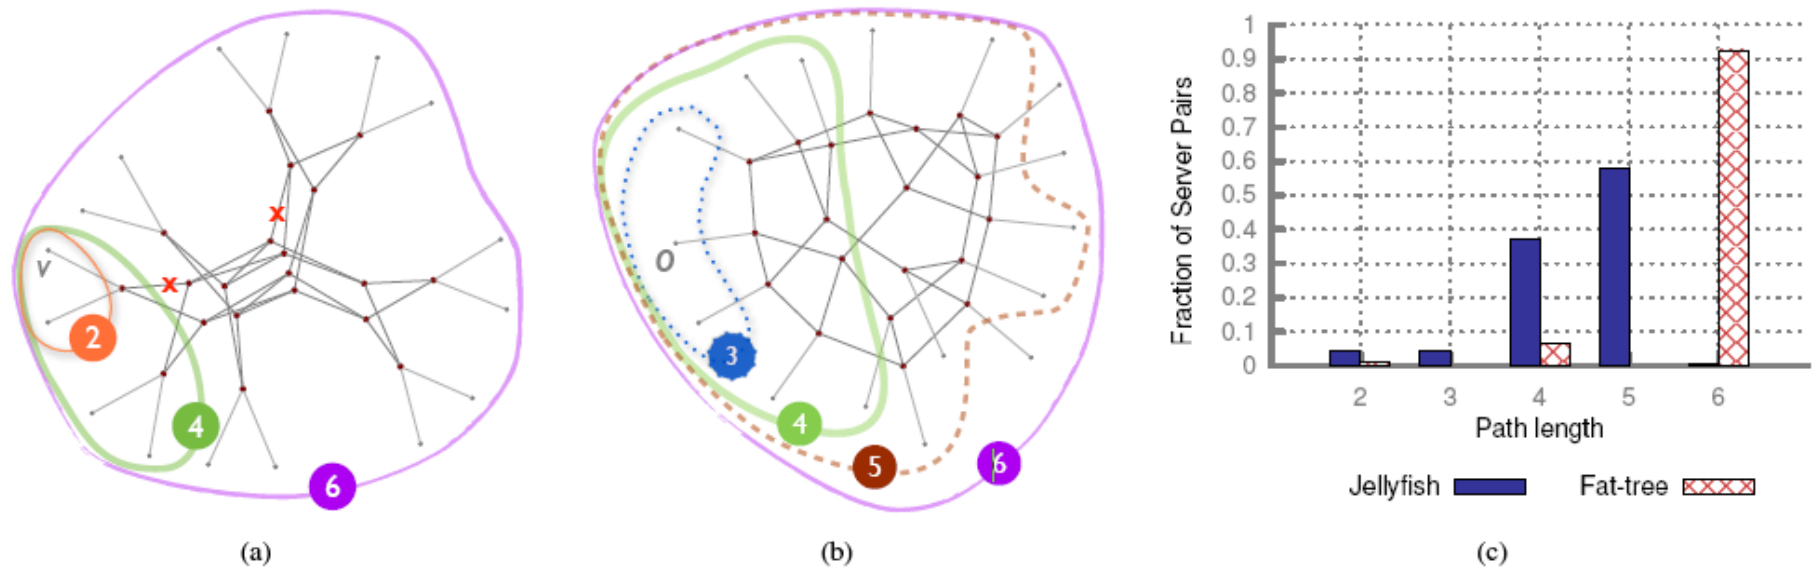 v
x
x
2
4
6
(a)
O
3
4
5
6
(b)
Fraction of Server Pairs
1
0.9
0.8
0.7
0.6
0.5
0.4
0.3
0.2
0.1
0
2 3 4 5 6
Path length
Jellyfish Fat-tree
(c)